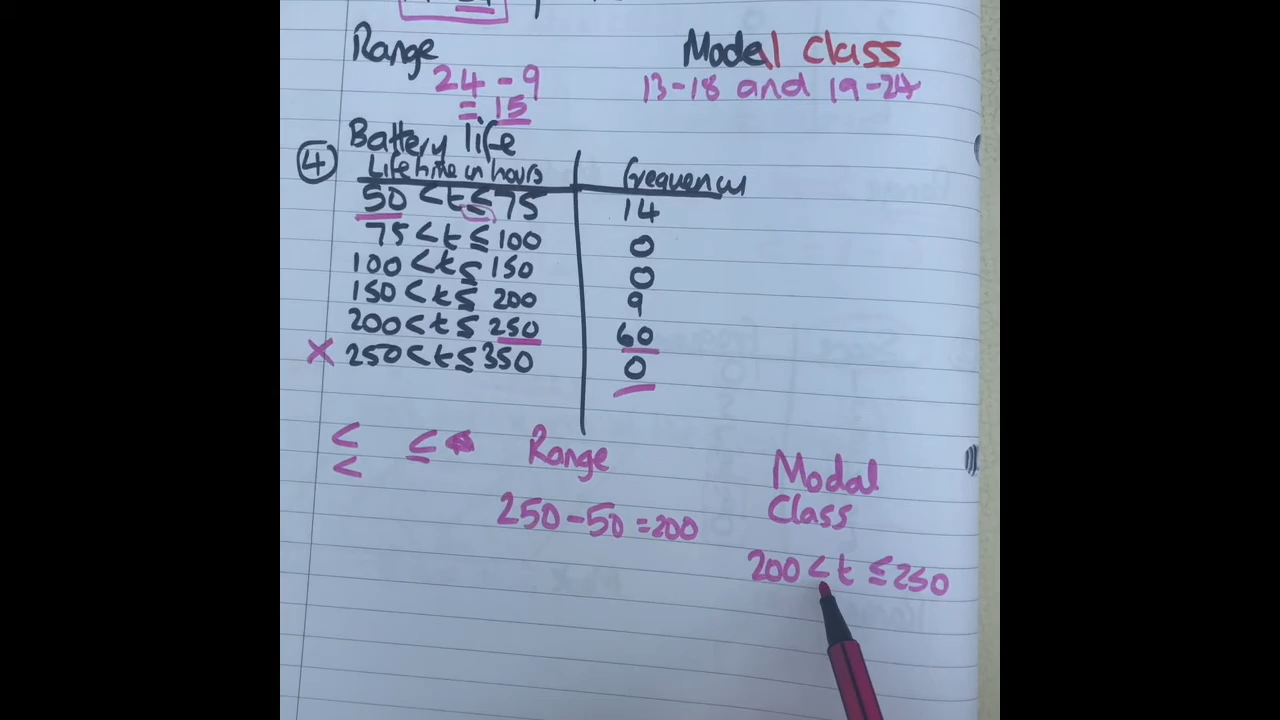 Range
Modal Class
24 - 9
= 15
13-18 and 19-24
Battery life
4
Lifetime in hours
frequency
50 < t ≤ 75
14
75 < t ≤ 100
0
100 < t ≤ 150
0
150 < t ≤ 200
9
200 < t ≤ 250
60
× 250 < t ≤ 350
0
< ≤
<
Range
Modal
Class
250 - 50 = 200
200 < t ≤ 250